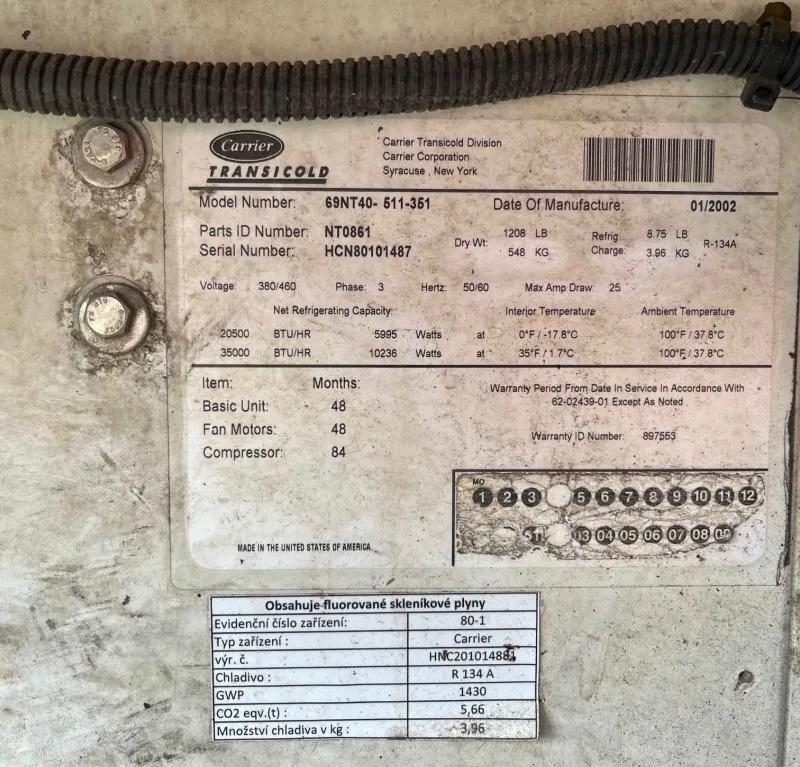 Carrier
TRANSICOLD
Carrier Transicold Division
Carrier Corporation
Syracuse , New York
Model Number: 69NT40- 511-351 Date Of Manufacture: 01/2002
Parts ID Number: NT0861
Serial Number: HCN80101487
Dry Wt: 1208 LB
548 KG
Refrig. Charge: 8.75 LB
3.96 KG
R-134A
Voltage: 380/460 Phase: 3 Hertz: 50/60 Max Amp Draw: 25
Net Refrigerating Capacity: Interior Temperature Ambient Temperature
20500 BTU/HR 5995 Watts at 0°F / -17.8°C 100°F / 37.8°C
35000 BTU/HR 10236 Watts at 35°F / 1.7°C 100°F / 37.8°C
Item: Months:
Basic Unit: 48
Fan Motors: 48
Compressor: 84
Warranty Period From Date In Service In Accordance With
62-02439-01 Except As Noted
Warranty ID Number: 897553
MO
1 2 3 5 6 7 8 9 10 11 12
03 04 05 06 07 08 09
MADE IN THE UNITED STATES OF AMERICA
Obsahuje fluorované skleníkové plyny
Evidenční číslo zařízení: 80-1
Typ zařízení : Carrier
výr. č.
Chladivo : R 134 A
GWP 1430
CO2 eqv.(t) : 5,66
Množství chladiva v kg : 3,96